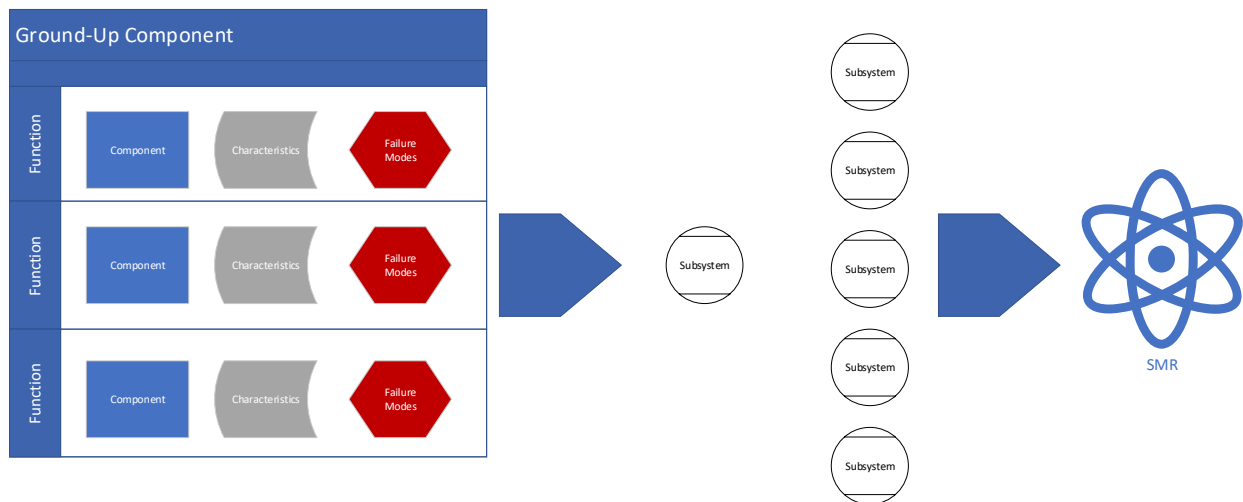 Ground-Up Component
Function
Component
Characteristics
Failure
Modes
Function
Component
Characteristics
Failure
Modes
Function
Component
Characteristics
Failure
Modes
Subsystem
Subsystem
Subsystem
Subsystem
Subsystem
Subsystem
SMR